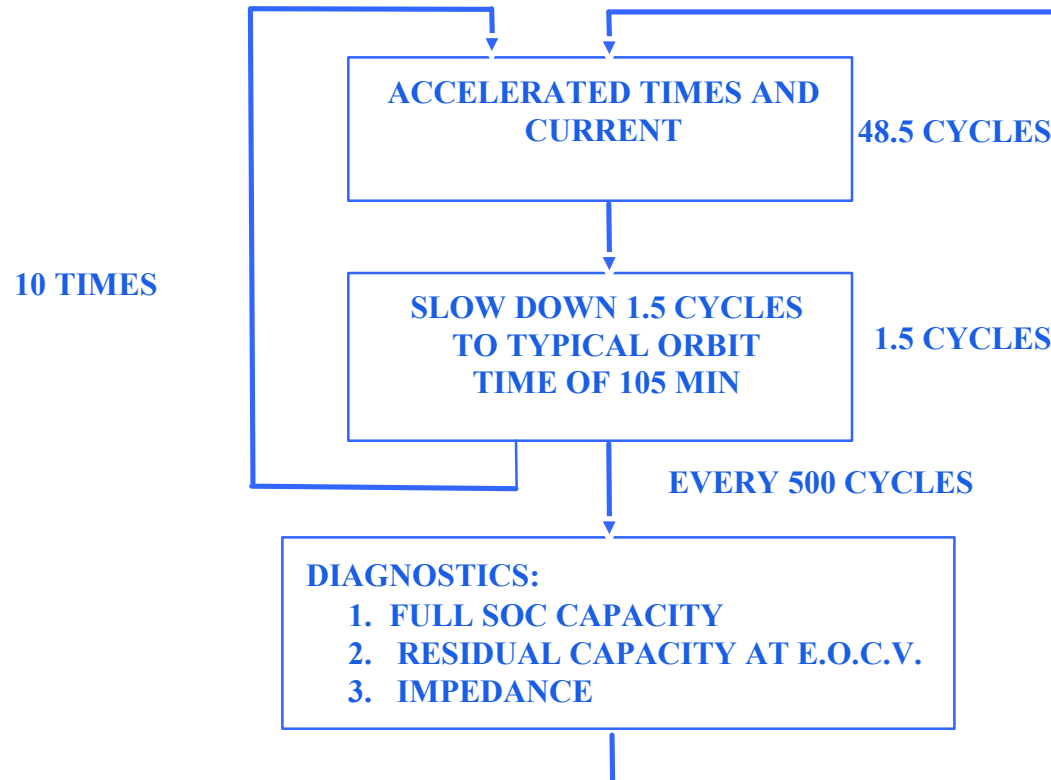 ACCELERATED TIMES AND
CURRENT
48.5 CYCLES
10 TIMES
SLOW DOWN 1.5 CYCLES
TO TYPICAL ORBIT
TIME OF 105 MIN
1.5 CYCLES
EVERY 500 CYCLES
DIAGNOSTICS:
1. FULL SOC CAPACITY
2. RESIDUAL CAPACITY AT E.O.C.V.
3. IMPEDANCE